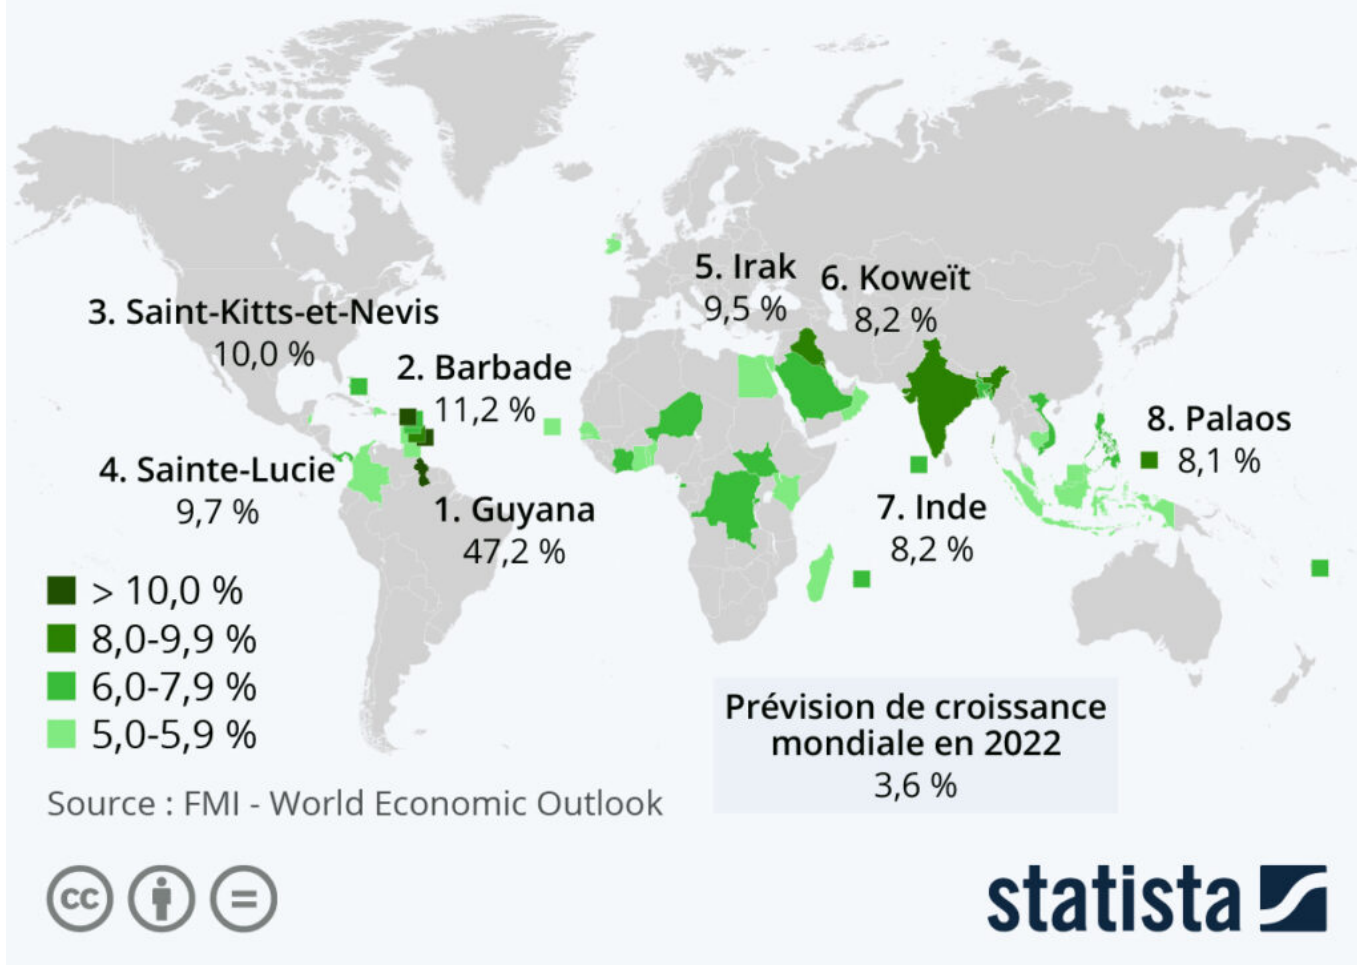 5. Irak
9,5 %
6. Koweït
8,2 %
3. Saint-Kitts-et-Nevis
10,0 %
2. Barbade
11,2 %
8. Palaos
8,1 %
4. Sainte-Lucie
9,7 %
1. Guyana
47,2 %
7. Inde
8,2 %
> 10,0 %
8,0-9,9 %
6,0-7,9 %
5,0-5,9 %
Prévision de croissance
mondiale en 2022
3,6 %
Source : FMI - World Economic Outlook
cc
=
statista